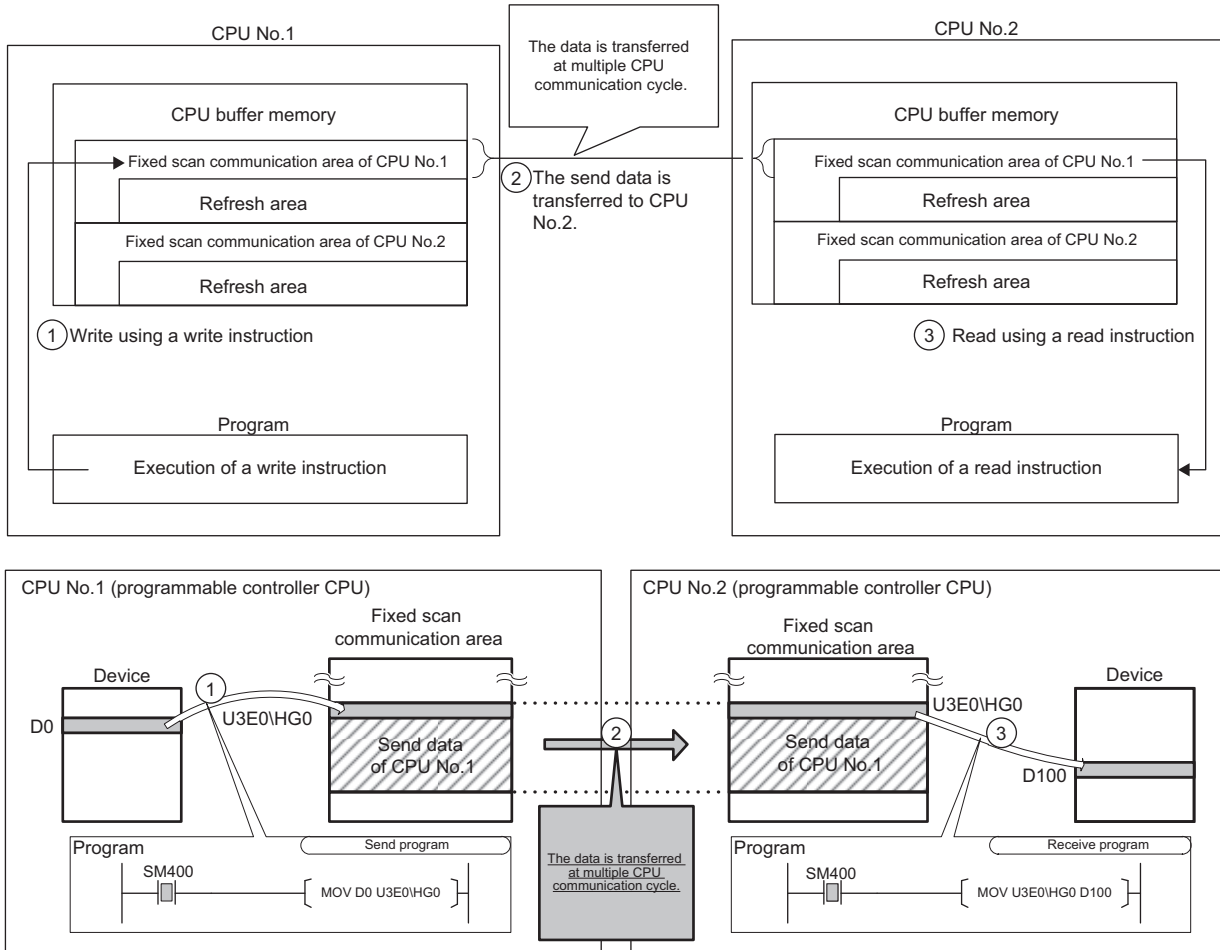 CPU No.1
The data is transferred
at multiple CPU
communication cycle.
CPU No.2
CPU buffer memory
Fixed scan communication area of CPU No.1
Refresh area
Fixed scan communication area of CPU No.2
Refresh area
2 The send data is
transferred to CPU
No.2.
CPU buffer memory
Fixed scan communication area of CPU No.1
Refresh area
Fixed scan communication area of CPU No.2
Refresh area
1 Write using a write instruction
3 Read using a read instruction
Program
Execution of a write instruction
Program
Execution of a read instruction
CPU No.1 (programmable controller CPU)
Fixed scan
communication area
Device
1
D0
U3E0\HG0
Send data
of CPU No.1
2
The data is transferred
at multiple CPU
communication cycle.
Program
Send program
SM400
MOV D0 U3E0\HG0
CPU No.2 (programmable controller CPU)
Fixed scan
communication area
Device
U3E0\HG0
3
Send data
of CPU No.1
D100
Program
Receive program
SM400
MOV U3E0\HG0 D100